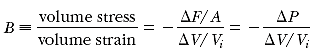 B ≡ volume stress / volume strain = − ΔF/A / ΔV/V_i = − ΔP / ΔV/V_i